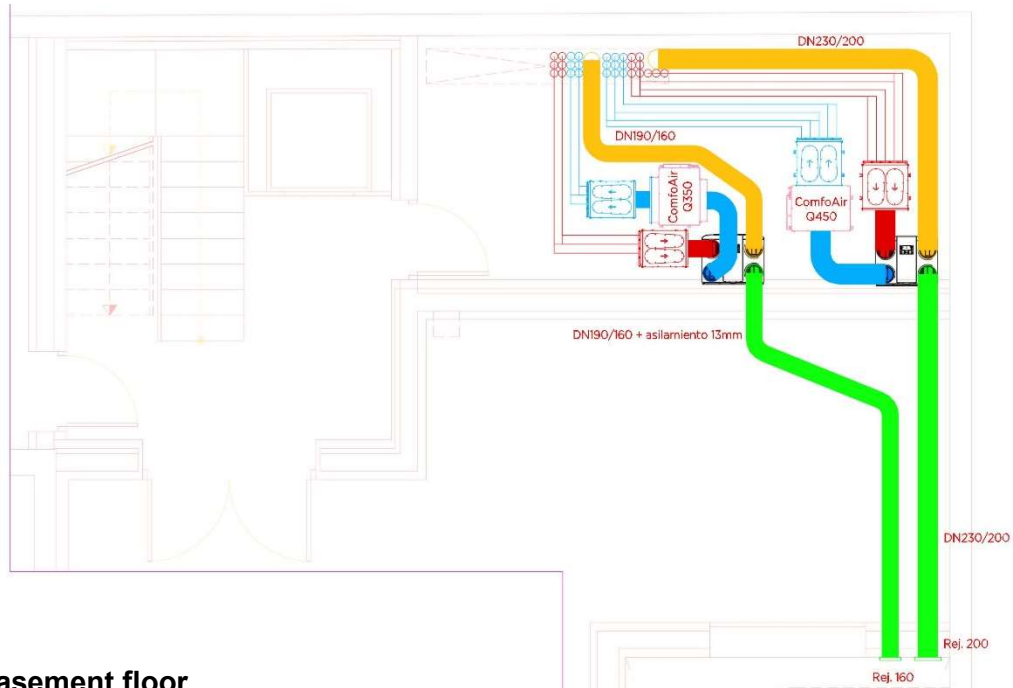 DN230/200
DN190/160
ComfoAir
Q350
ComfoAir
Q450
DN190/160 + asilamiento 13mm
DN230/200
Rej. 200
Rej. 160
asement floor